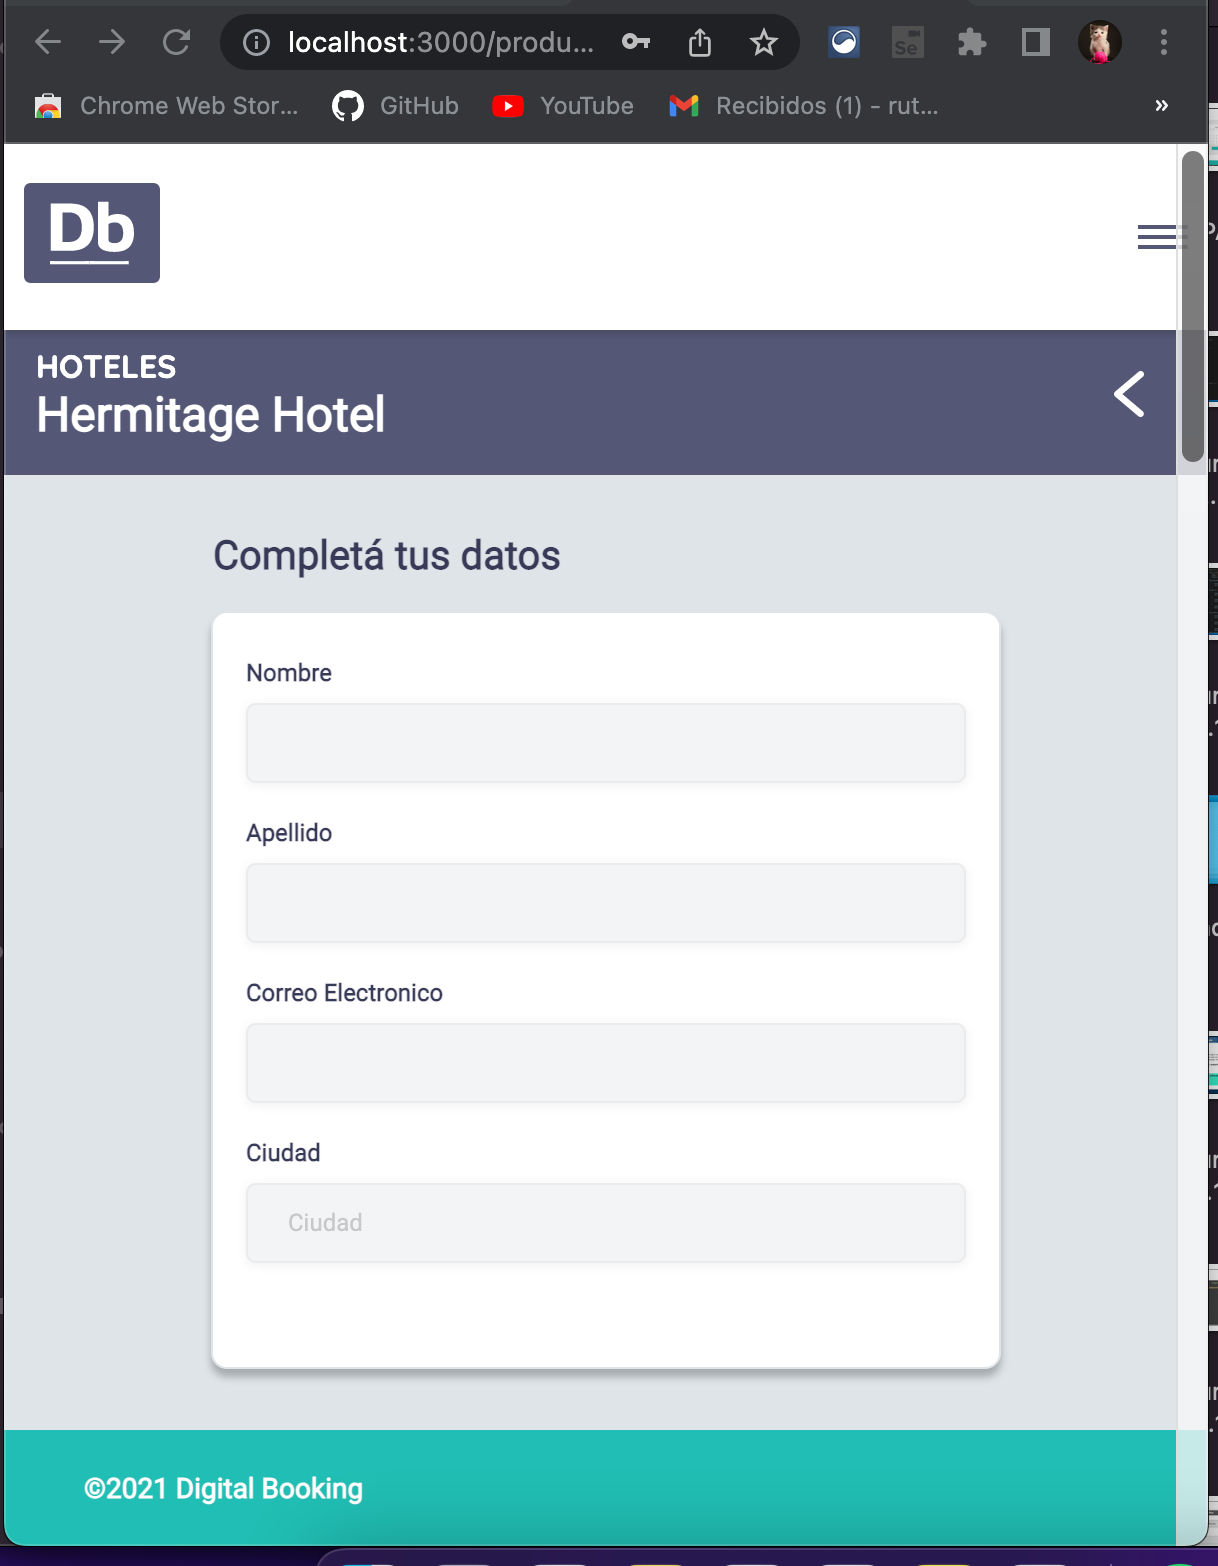 localhost:3000/produ...
Se
Chrome Web Stor... GitHub YouTube Recibidos (1) - rut... »
Db
HOTELES
Hermitage Hotel
Completá tus datos
Nombre
Apellido
Correo Electronico
Ciudad
Ciudad
©2021 Digital Booking